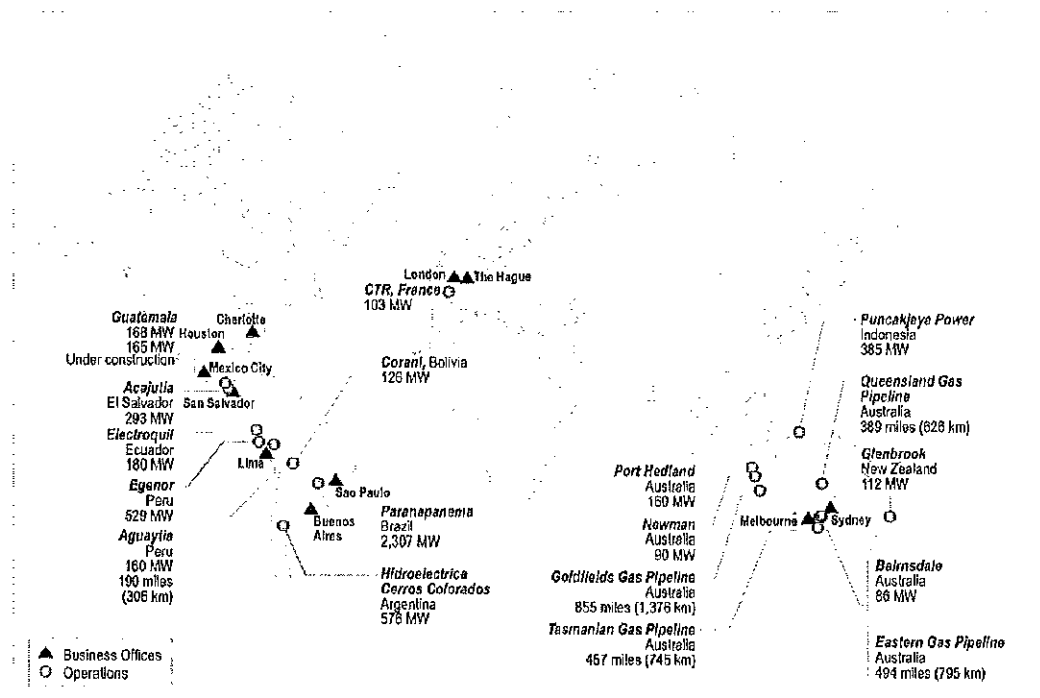 London
The Hague
CTR, France
103 MW
Guatemala
168 MW
165 MW
Under construction
Houston
Charlotte
Mexico City
Acajutla
El Salvador
293 MW
San Salvador
Electroquil
Ecuador
180 MW
Lima
Egenor
Peru
529 MW
Aguaytia
Peru
160 MW
190 miles
(306 km)
Corani, Bolivia
126 MW
Sao Paulo
Buenos
Aires
Paranapanema
Brazil
2,307 MW
Hidroelectrica
Cerros Colorados
Argentina
576 MW
Puncakjaya Power
Indonesia
385 MW
Queensland Gas
Pipeline
Australia
389 miles (626 km)
Glenbrook
New Zealand
112 MW
Port Hedland
Australia
169 MW
Newman
Australia
90 MW
Melbourne
Sydney
Goldfields Gas Pipeline
Australia
855 miles (1,376 km)
Tasmanian Gas Pipeline
Australia
457 miles (745 km)
Bairnsdale
Australia
86 MW
Eastern Gas Pipeline
Australia
494 miles (795 km)
Business Offices
Operations